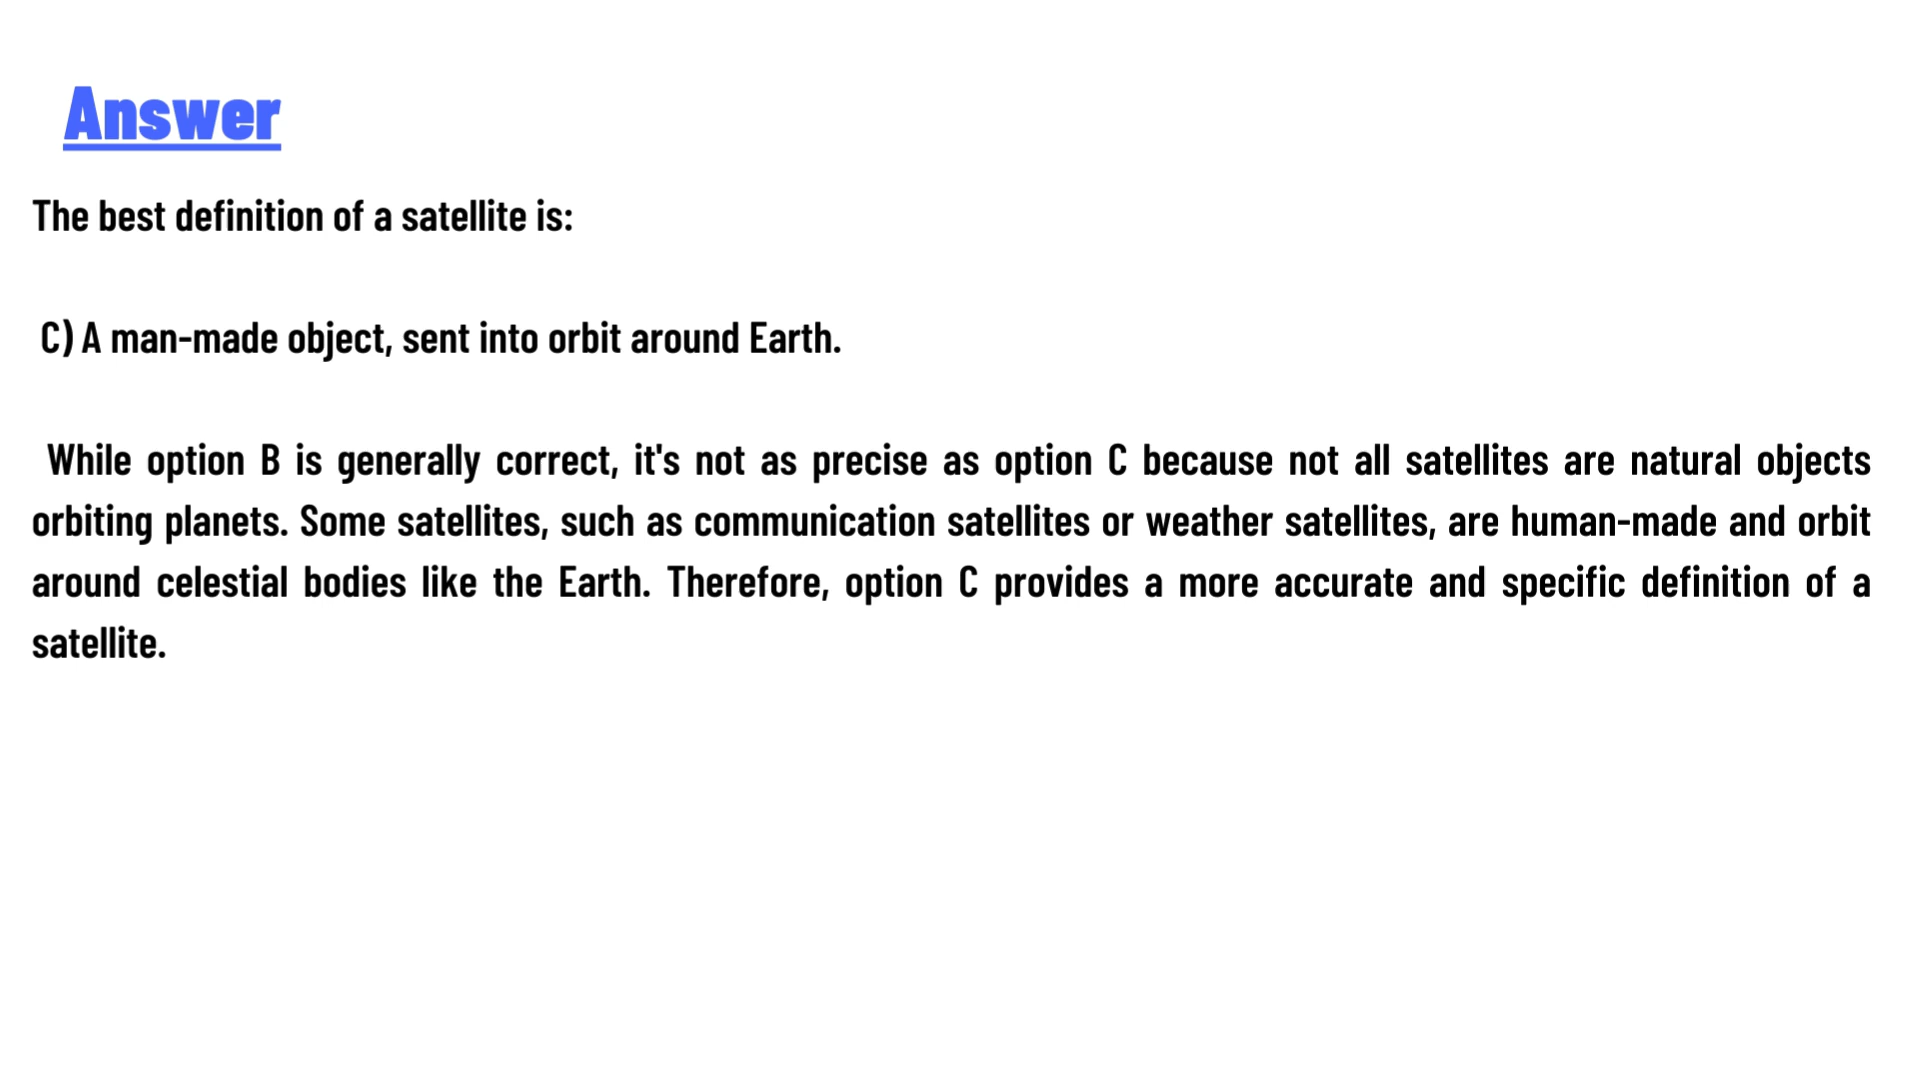 Answer
The best definition of a satellite is:
C) A man-made object, sent into orbit around Earth.
While option B is generally correct, it's not as precise as option C because not all satellites are natural objects
orbiting planets. Some satellites, such as communication satellites or weather satellites, are human-made and orbit
around celestial bodies like the Earth. Therefore, option C provides a more accurate and specific definition of a
satellite.